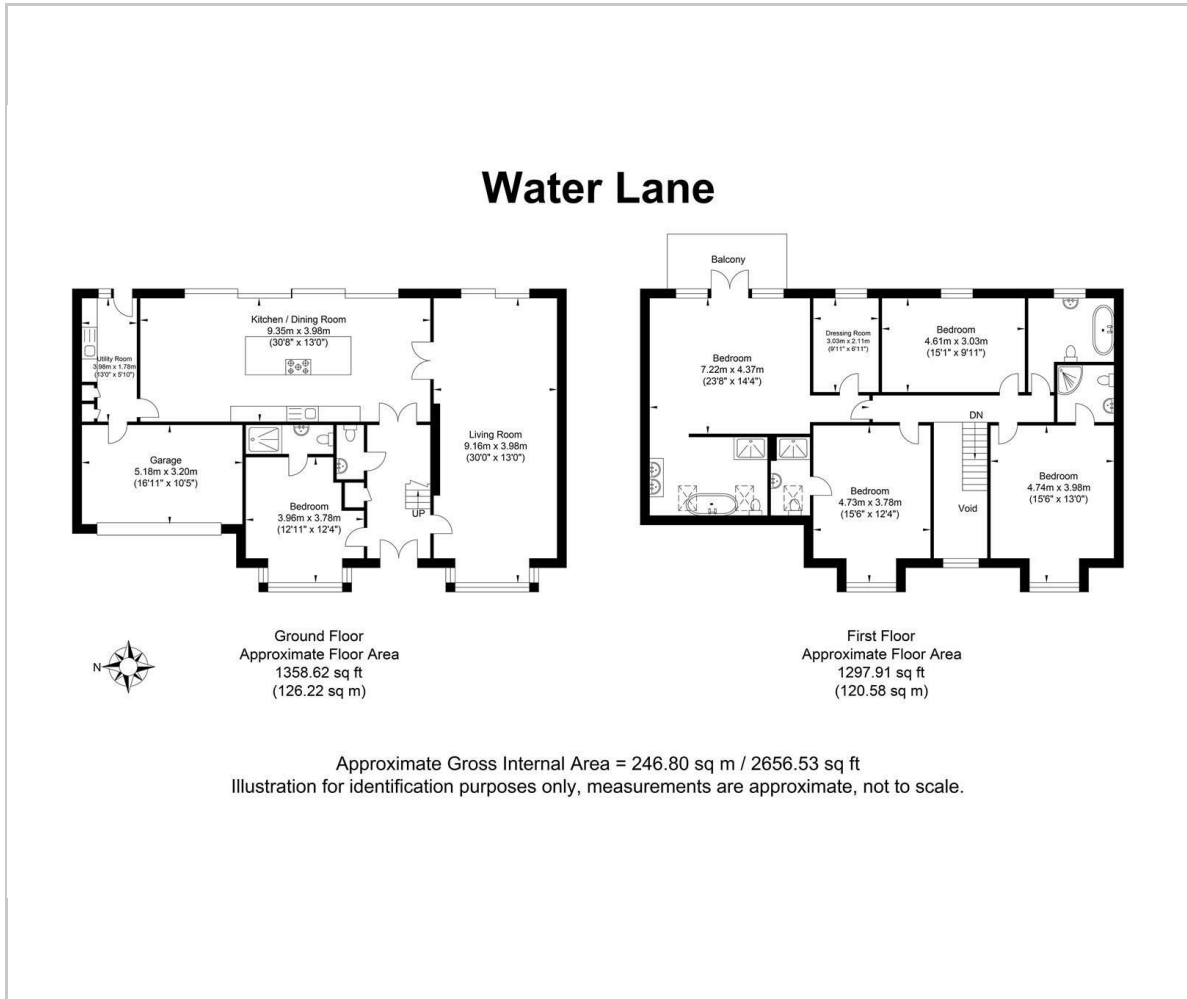 Water Lane
Balcony
Kitchen / Dining Room
9.35m x 3.98m
(30'8" x 13'0")
Utility Room
3.98m x 1.78m
(13'0" x 5'10")
Living Room
9.16m x 3.98m
(30'0" x 13'0")
Garage
5.18m x 3.20m
(16'11" x 10'5")
Bedroom
3.96m x 3.78m
(12'11" x 12'4")
UP
Bedroom
7.22m x 4.37m
(23'8" x 14'4")
Dressing Room
3.03m x 2.11m
(9'11" x 6'11")
Bedroom
4.61m x 3.03m
(15'1" x 9'11")
DN
Bedroom
4.73m x 3.78m
(15'6" x 12'4")
Void
Bedroom
4.74m x 3.98m
(15'6" x 13'0")
Ground Floor
Approximate Floor Area
1358.62 sq ft
(126.22 sq m)
First Floor
Approximate Floor Area
1297.91 sq ft
(120.58 sq m)
N
Approximate Gross Internal Area = 246.80 sq m / 2656.53 sq ft
Illustration for identification purposes only, measurements are approximate, not to scale.